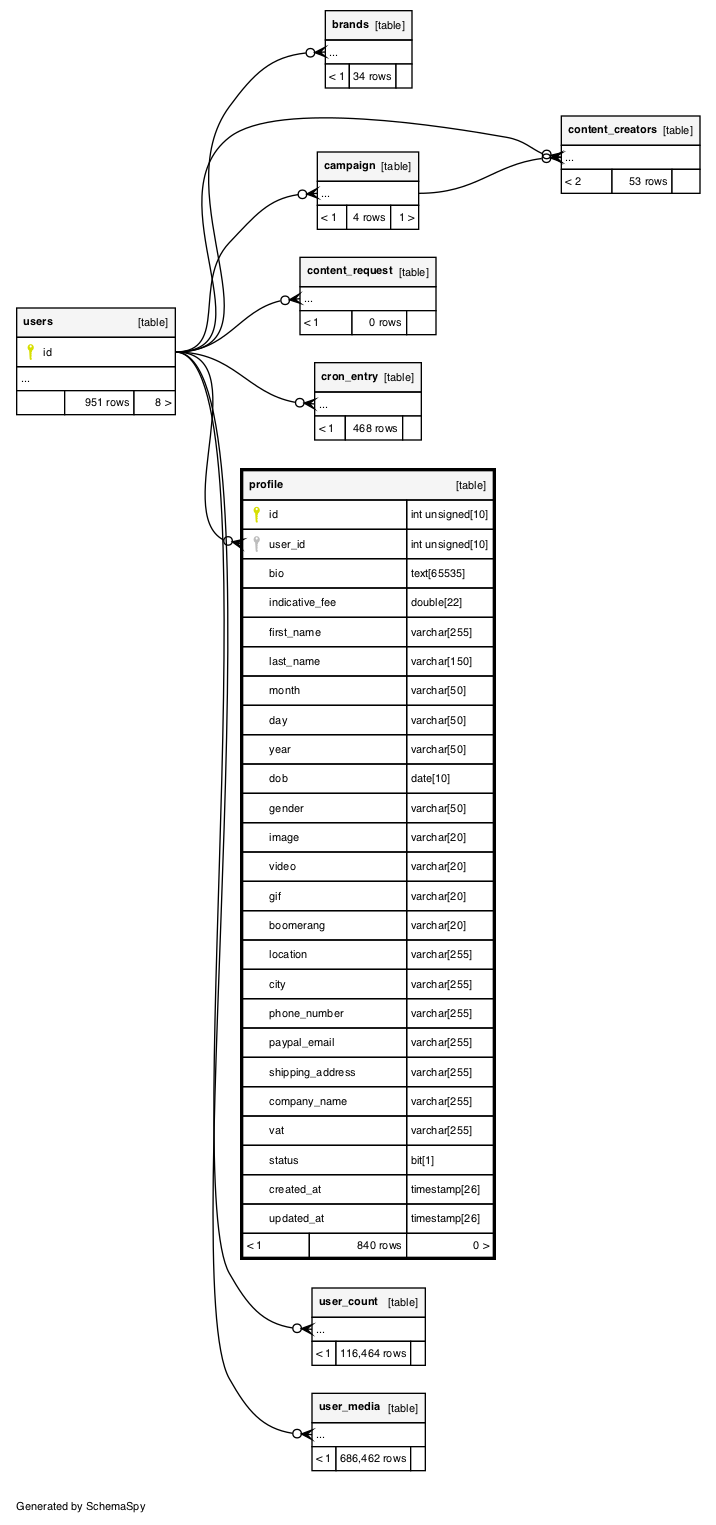 brands [table]
...
< 1 34 rows
content_creators [table]
...
< 2 53 rows
campaign [table]
...
< 1 4 rows 1 >
content_request [table]
...
< 1 0 rows
users [table]
id
...
951 rows 8 >
cron_entry [table]
...
< 1 468 rows
profile [table]
id int unsigned[10]
user_id int unsigned[10]
bio text[65535]
indicative_fee double[22]
first_name varchar[255]
last_name varchar[150]
month varchar[50]
day varchar[50]
year varchar[50]
dob date[10]
gender varchar[50]
image varchar[20]
video varchar[20]
gif varchar[20]
boomerang varchar[20]
location varchar[255]
city varchar[255]
phone_number varchar[255]
paypal_email varchar[255]
shipping_address varchar[255]
company_name varchar[255]
vat varchar[255]
status bit[1]
created_at timestamp[26]
updated_at timestamp[26]
< 1 840 rows 0 >
user_count [table]
...
< 1 116,464 rows
user_media [table]
...
< 1 686,462 rows
Generated by SchemaSpy